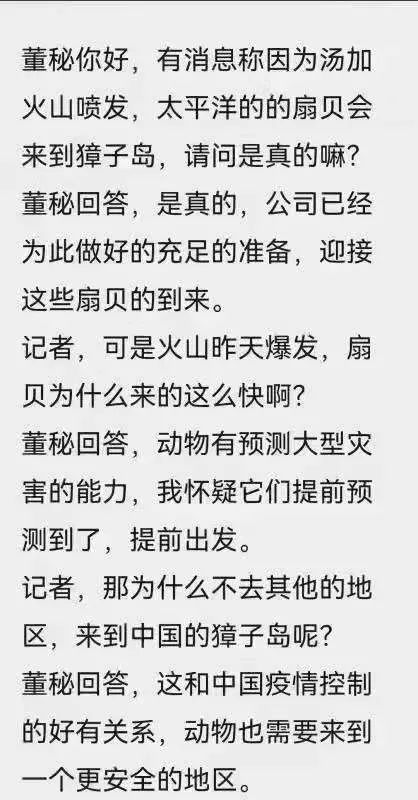 董秘你好，有消息称因为汤加
火山喷发，太平洋的的扇贝会
来到獐子岛，请问是真的嘛？
董秘回答，是真的，公司已经
为此做好的充足的准备，迎接
这些扇贝的到来。
记者，可是火山昨天爆发，扇
贝为什么来的这么快啊？
董秘回答，动物有预测大型灾
害的能力，我怀疑它们提前预
测到了，提前出发。
记者，那为什么不去其他的地
区，来到中国的獐子岛呢？
董秘回答，这和中国疫情控制
的好有关系，动物也需要来到
一个更安全的地区。